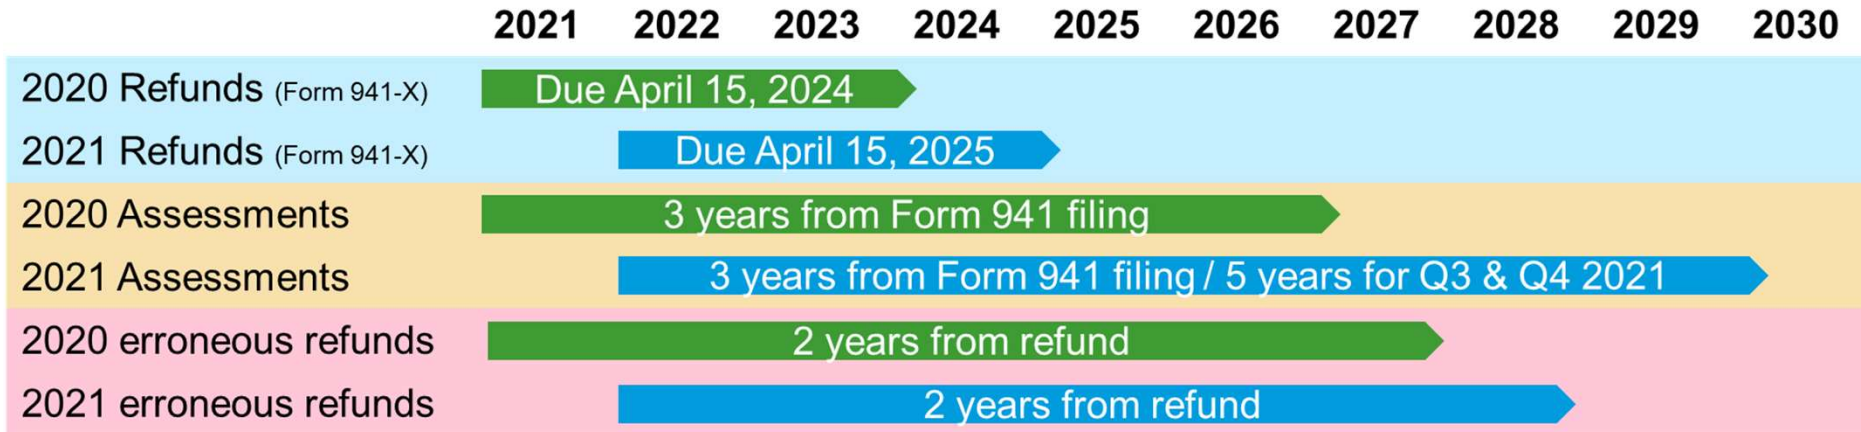 2021 2022 2023 2024 2025 2026 2027 2028 2029 2030
2020 Refunds (Form 941-X) Due April 15, 2024
2021 Refunds (Form 941-X) Due April 15, 2025
2020 Assessments 3 years from Form 941 filing
2021 Assessments 3 years from Form 941 filing / 5 years for Q3 & Q4 2021
2020 erroneous refunds 2 years from refund
2021 erroneous refunds 2 years from refund